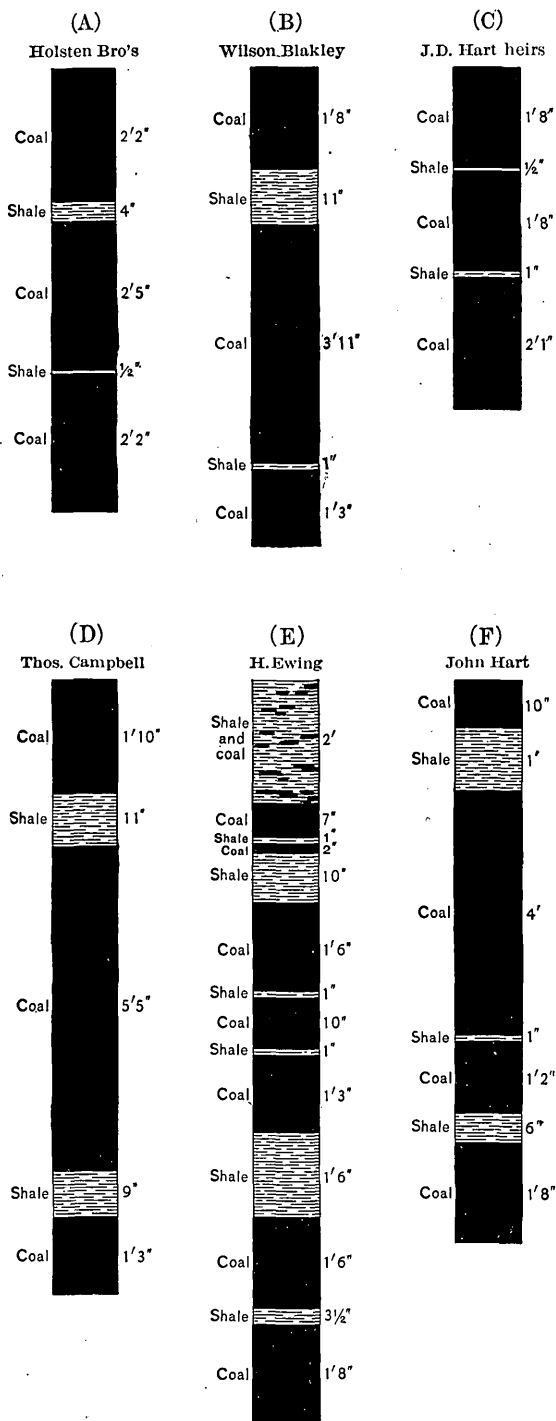 (A)
Holsten Bro's
Coal 2'2"
Shale 4"
Coal 2'5"
Shale ½"
Coal 2'2"
(B)
Wilson Blakley
Coal 1'8"
Shale 11"
Coal 3'11"
Shale 1"
Coal 1'3"
(C)
J.D. Hart heirs
Coal 1'8"
Shale ½"
Coal 1'8"
Shale 1"
Coal 2'1"
(D)
Thos. Campbell
Coal 1'10"
Shale 11"
Coal 5'5"
Shale 9"
Coal 1'3"
(E)
H. Ewing
Shale
and 2'
coal
Coal 7"
Shale 1"
Coal 2"
Shale 10"
Coal 1'6"
Shale 1"
Coal 10"
Shale 1"
Coal 1'3"
Shale 1'6"
Coal 1'6"
Shale 3½"
Coal 1'8"
(F)
John Hart
Coal 10"
Shale 1"
Coal 4'
Shale 1"
Coal 1'2"
Shale 6"
Coal 1'8"